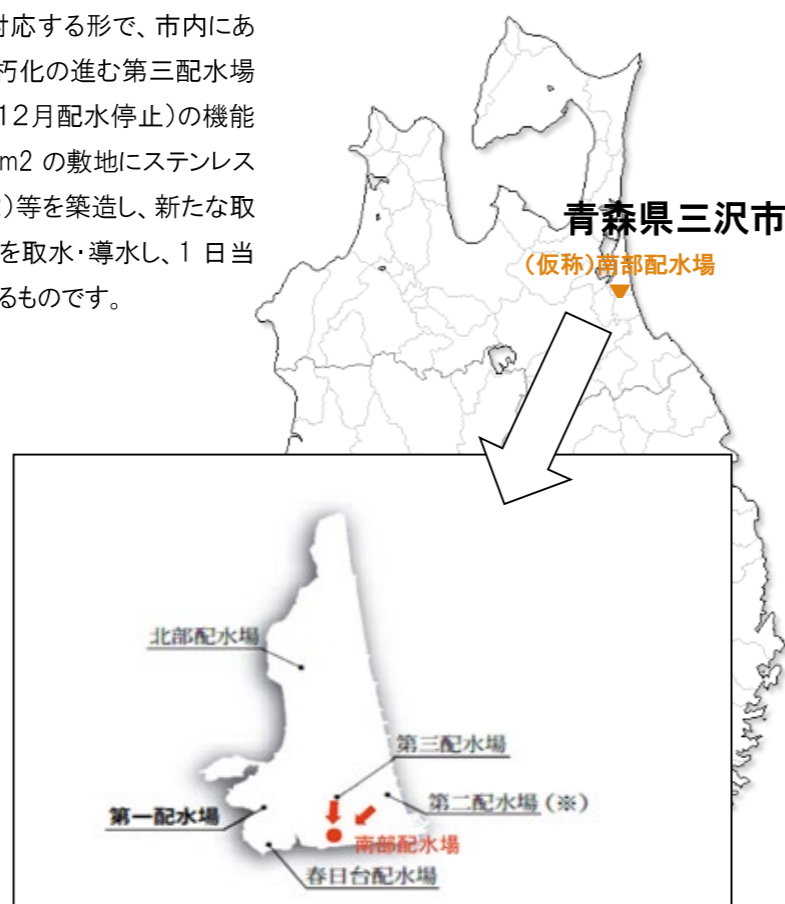 対応する形で、市内にあ
朽化の進む第三配水場
12月配水停止)の機能
m2 の敷地にステンレス
)等を築造し、新たな取
を取水・導水し、1 日当
るものです。
青森県三沢市
(仮称)南部配水場
北部配水場
第三配水場
第二配水場(※)
第一配水場
南部配水場
春日台配水場